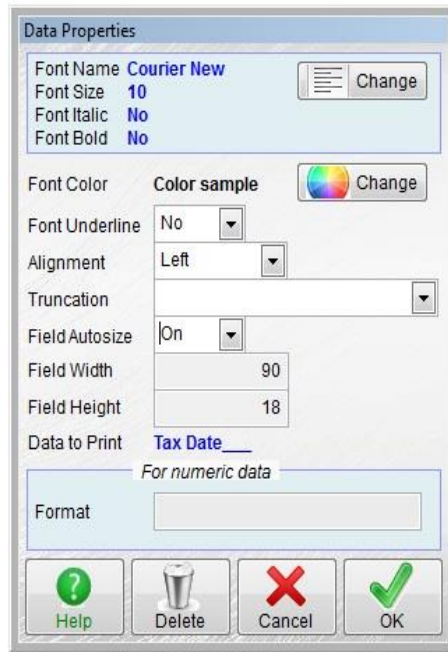 Data Properties
Font Name Courier New
Change
Font Size 10
Font Italic No
Font Bold No
Font Color Color sample
Change
Font Underline No
Alignment Left
Truncation
Field Autosize On
Field Width 90
Field Height 18
Data to Print Tax Date___
For numeric data
Format
Help Delete Cancel OK